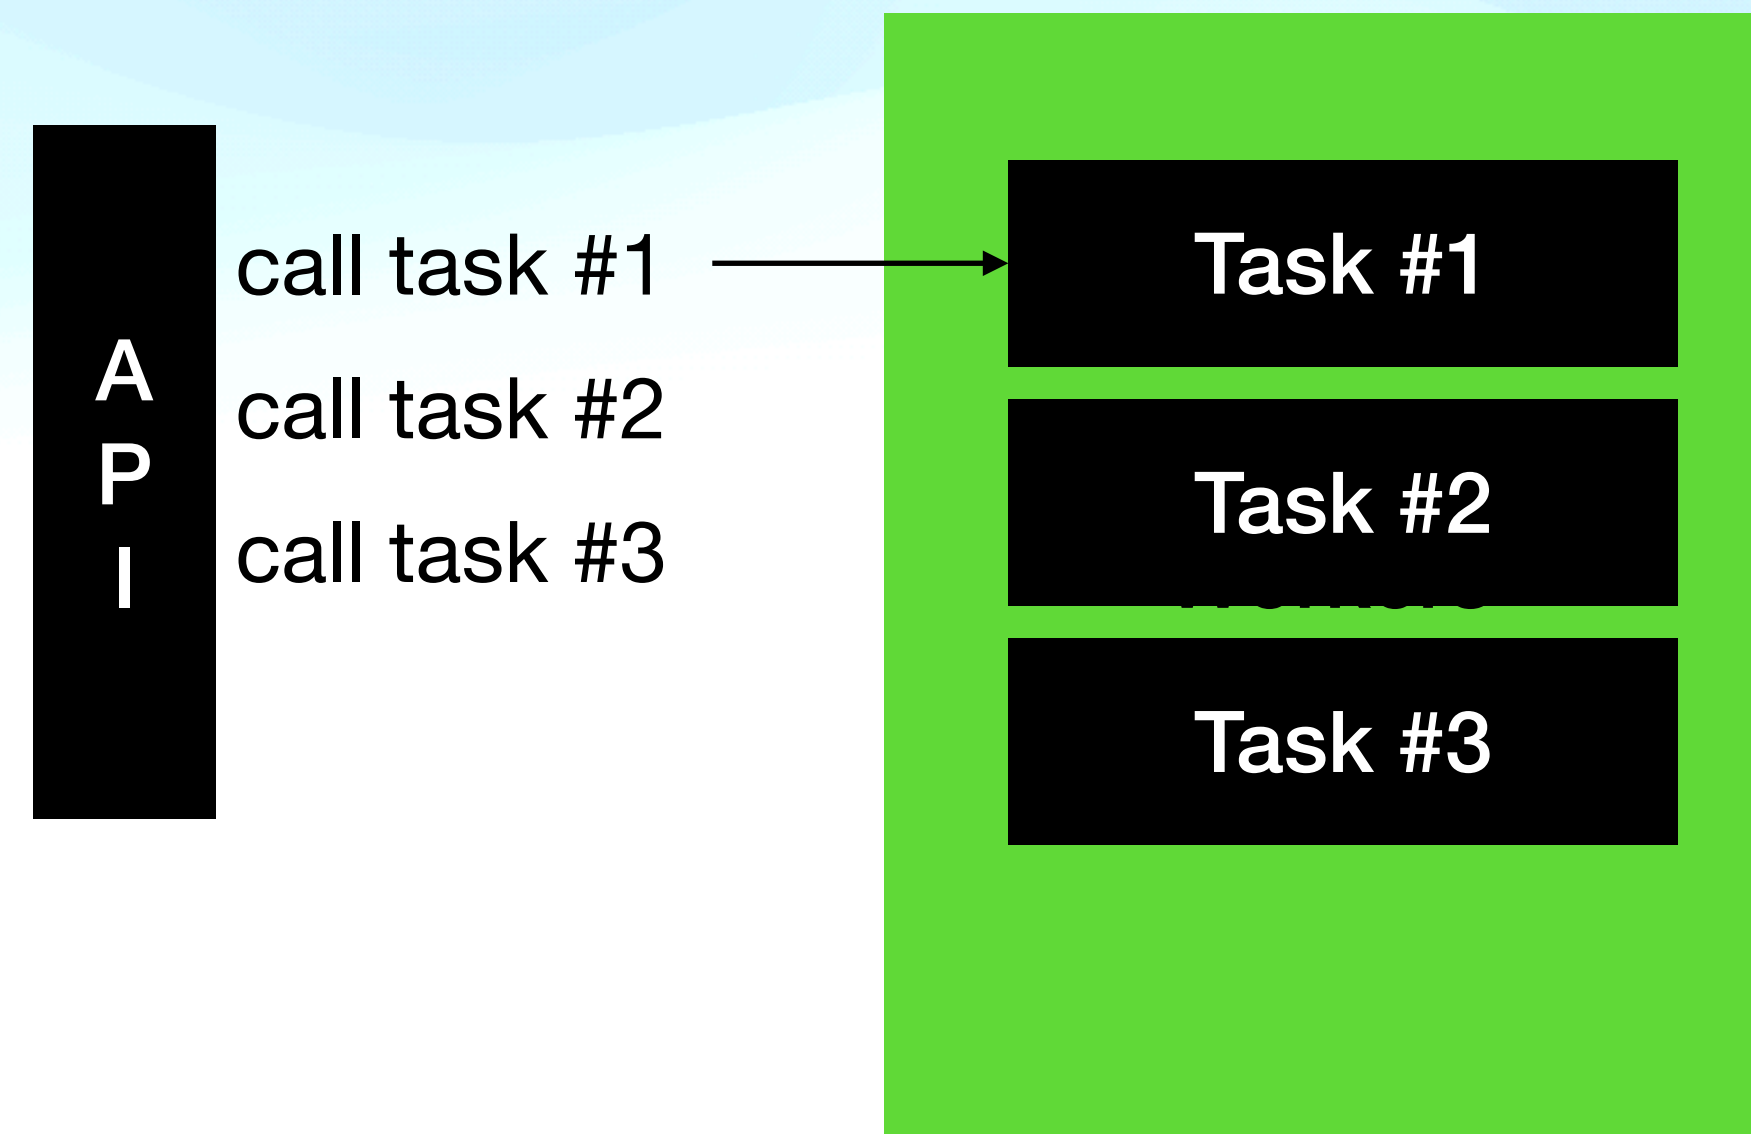 A
P
I
call task #1
call task #2
call task #3
Task #1
Task #2
Task #3